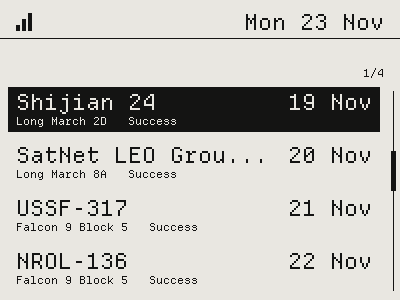 Mon 23 Nov
1/4
Shijian 24 19 Nov
Long March 2D Success
SatNet LEO Grou... 20 Nov
Long March 8A Success
USSF-317 21 Nov
Falcon 9 Block 5 Success
NROL-136 22 Nov
Falcon 9 Block 5 Success